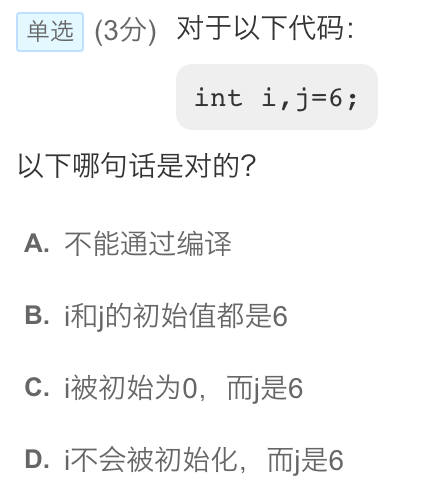 单选 (3分) 对于以下代码:
int i,j=6;
以下哪句话是对的?
A. 不能通过编译
B. i和j的初始值都是6
C. i被初始为0，而j是6
D. i不会被初始化，而j是6